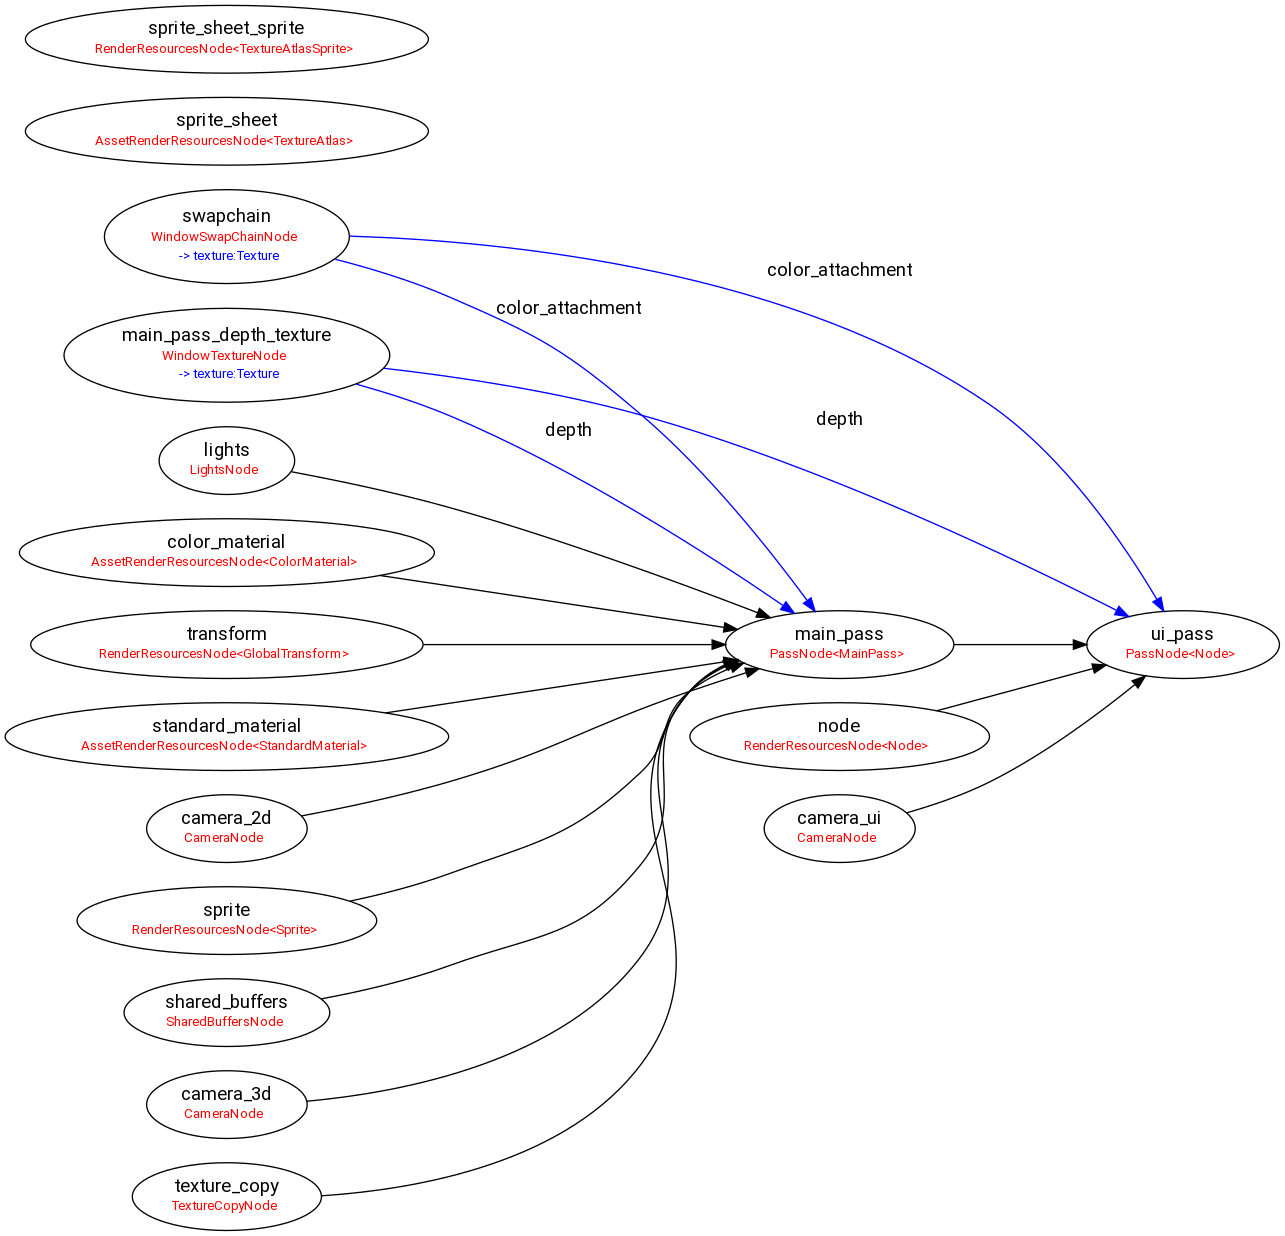 sprite_sheet_sprite
RenderResourcesNode<TextureAtlasSprite>
sprite_sheet
AssetRenderResourcesNode<TextureAtlas>
swapchain
WindowSwapChainNode
-> texture:Texture
color_attachment
color_attachment
main_pass_depth_texture
WindowTextureNode
-> texture:Texture
depth
depth
lights
LightsNode
color_material
AssetRenderResourcesNode<ColorMaterial>
transform
RenderResourcesNode<GlobalTransform>
main_pass
PassNode<MainPass>
ui_pass
PassNode<Node>
standard_material
AssetRenderResourcesNode<StandardMaterial>
node
RenderResourcesNode<Node>
camera_2d
CameraNode
camera_ui
CameraNode
sprite
RenderResourcesNode<Sprite>
shared_buffers
SharedBuffersNode
camera_3d
CameraNode
texture_copy
TextureCopyNode